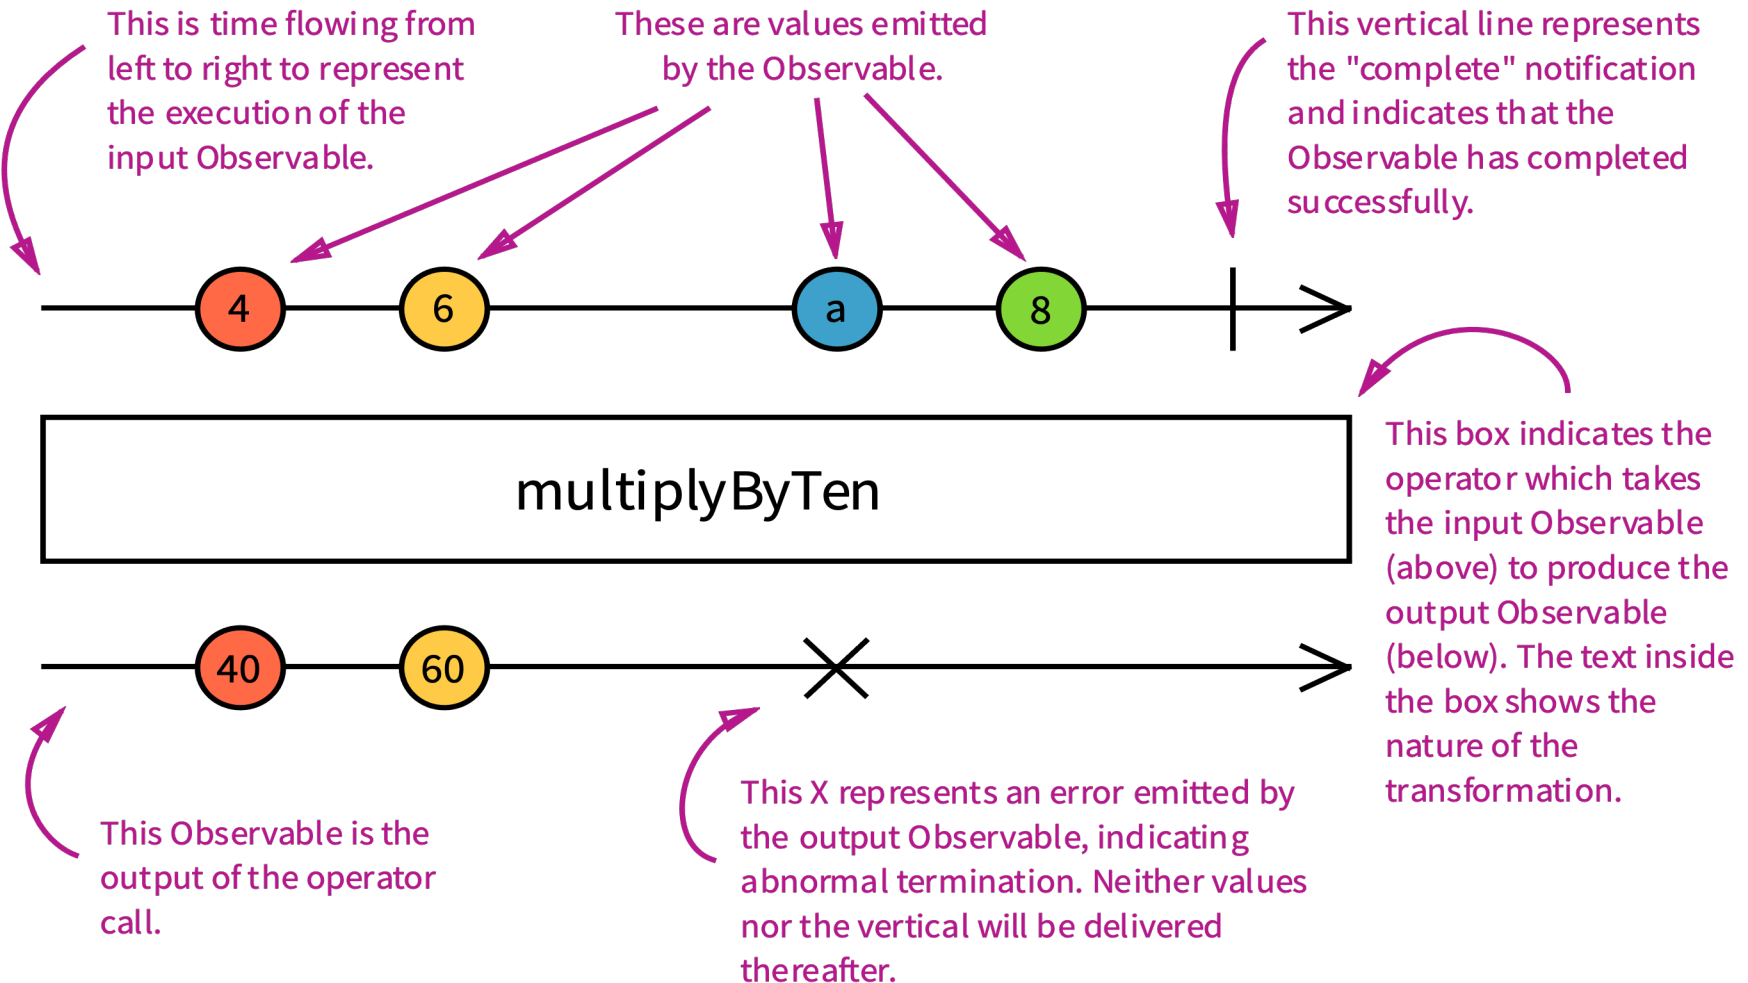 This is time flowing from
left to right to represent
the execution of the
input Observable.
These are values emitted
by the Observable.
This vertical line represents
the "complete" notification
and indicates that the
Observable has completed
successfully.
4
6
a
8
multiplyByTen
This box indicates the
operator which takes
the input Observable
(above) to produce the
output Observable
(below). The text inside
the box shows the
nature of the
transformation.
40
60
This Observable is the
output of the operator
call.
This X represents an error emitted by
the output Observable, indicating
abnormal termination. Neither values
nor the vertical will be delivered
thereafter.